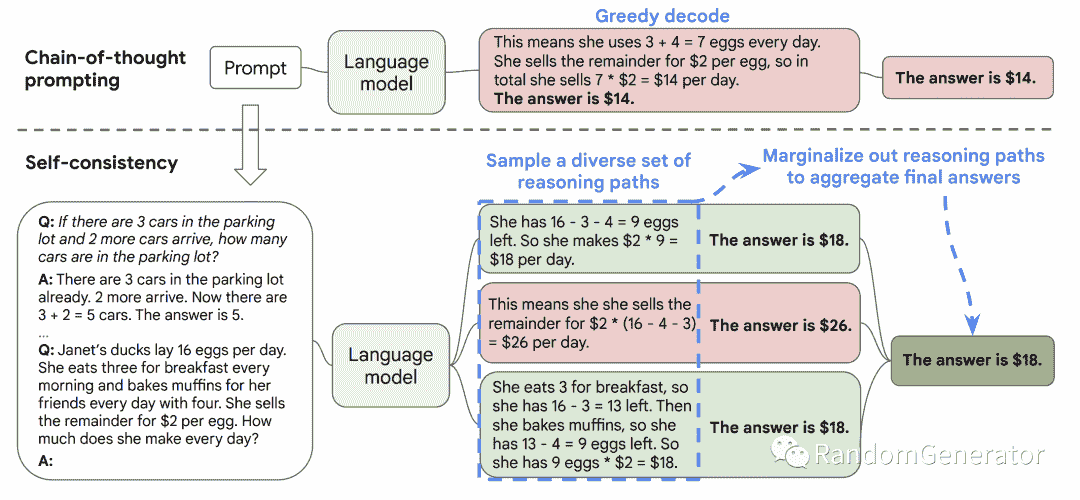 Greedy decode
Chain-of-thought
prompting
Prompt
Language
model
This means she uses 3 + 4 = 7 eggs every day.
She sells the remainder for $2 per egg, so in
total she sells 7 * $2 = $14 per day.
The answer is $14.
The answer is $14.
Self-consistency
Sample a diverse set of
reasoning paths
Marginalize out reasoning paths
to aggregate final answers
Q: If there are 3 cars in the parking
lot and 2 more cars arrive, how many
cars are in the parking lot?
A: There are 3 cars in the parking lot
already. 2 more arrive. Now there are
3 + 2 = 5 cars. The answer is 5.
...
Q: Janet's ducks lay 16 eggs per day.
She eats three for breakfast every
morning and bakes muffins for her
friends every day with four. She sells
the remainder for $2 per egg. How
much does she make every day?
A:
Language
model
She has 16 - 3 - 4 = 9 eggs
left. So she makes $2 * 9 =
$18 per day.
The answer is $18.
This means she she sells the
remainder for $2 * (16 - 4 - 3)
= $26 per day.
The answer is $26.
She eats 3 for breakfast, so
she has 16 - 3 = 13 left. Then
she bakes muffins, so she
has 13 - 4 = 9 eggs left. So
she has 9 eggs * $2 = $18.
The answer is $18.
The answer is $18.
RandomGenerator